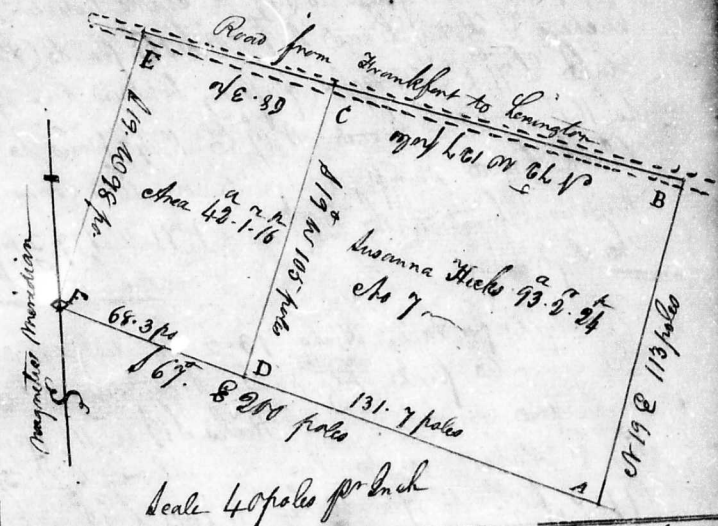 Road from Frankfort to Lexington
E
68.3 po
C
N 72 W 127 poles
B
S 19 W 98 po.
Area 42.1.16
a r p
S 19 W 105 poles
Susanna Hicks 93.2.24
a r p
No 7
N 19 E 113 poles
magnetic Meridian
F
68.3 po
D
S 67
E 200 poles
131.7 poles
A
Scale 40 poles pr Inch